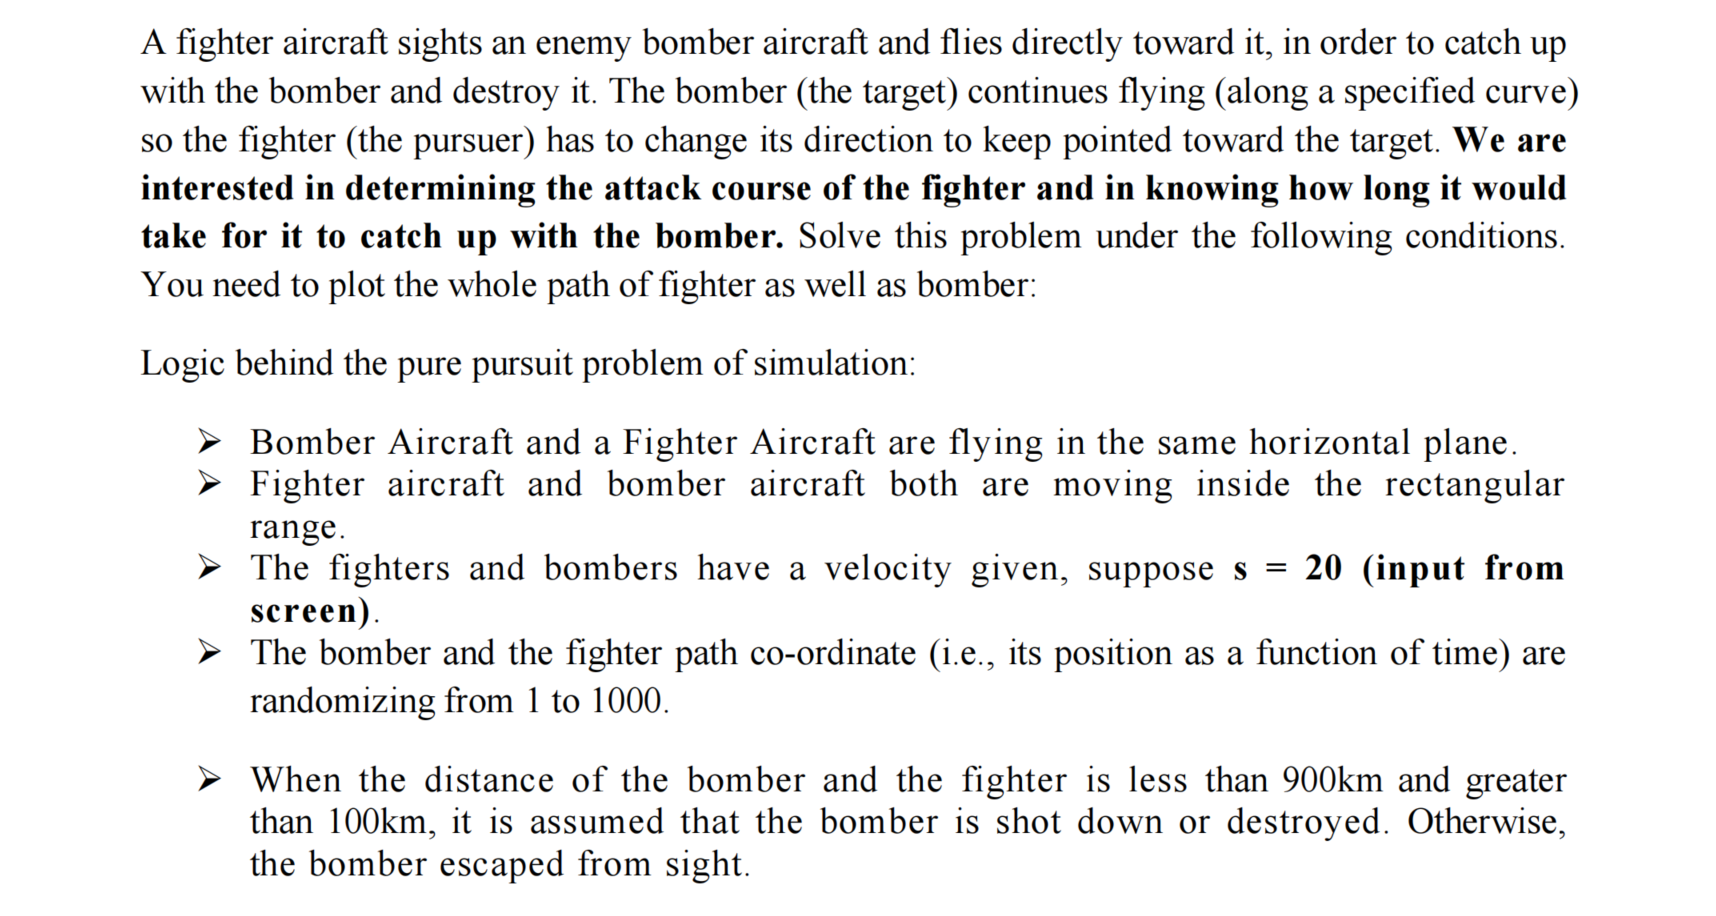 A fighter aircraft sights an enemy bomber aircraft and flies directly toward it, in order to catch up
with the bomber and destroy it. The bomber (the target) continues flying (along a specified curve)
so the fighter (the pursuer) has to change its direction to keep pointed toward the target. We are
interested in determining the attack course of the fighter and in knowing how long it would
take for it to catch up with the bomber. Solve this problem under the following conditions.
You need to plot the whole path of fighter as well as bomber:
Logic behind the pure pursuit problem of simulation:
➢ Bomber Aircraft and a Fighter Aircraft are flying in the same horizontal plane.
➢ Fighter aircraft and bomber aircraft both are moving inside the rectangular
range.
➢ The fighters and bombers have a velocity given, suppose s = 20 (input from
screen).
➢ The bomber and the fighter path co-ordinate (i.e., its position as a function of time) are
randomizing from 1 to 1000.
➢ When the distance of the bomber and the fighter is less than 900km and greater
than 100km, it is assumed that the bomber is shot down or destroyed. Otherwise,
the bomber escaped from sight.